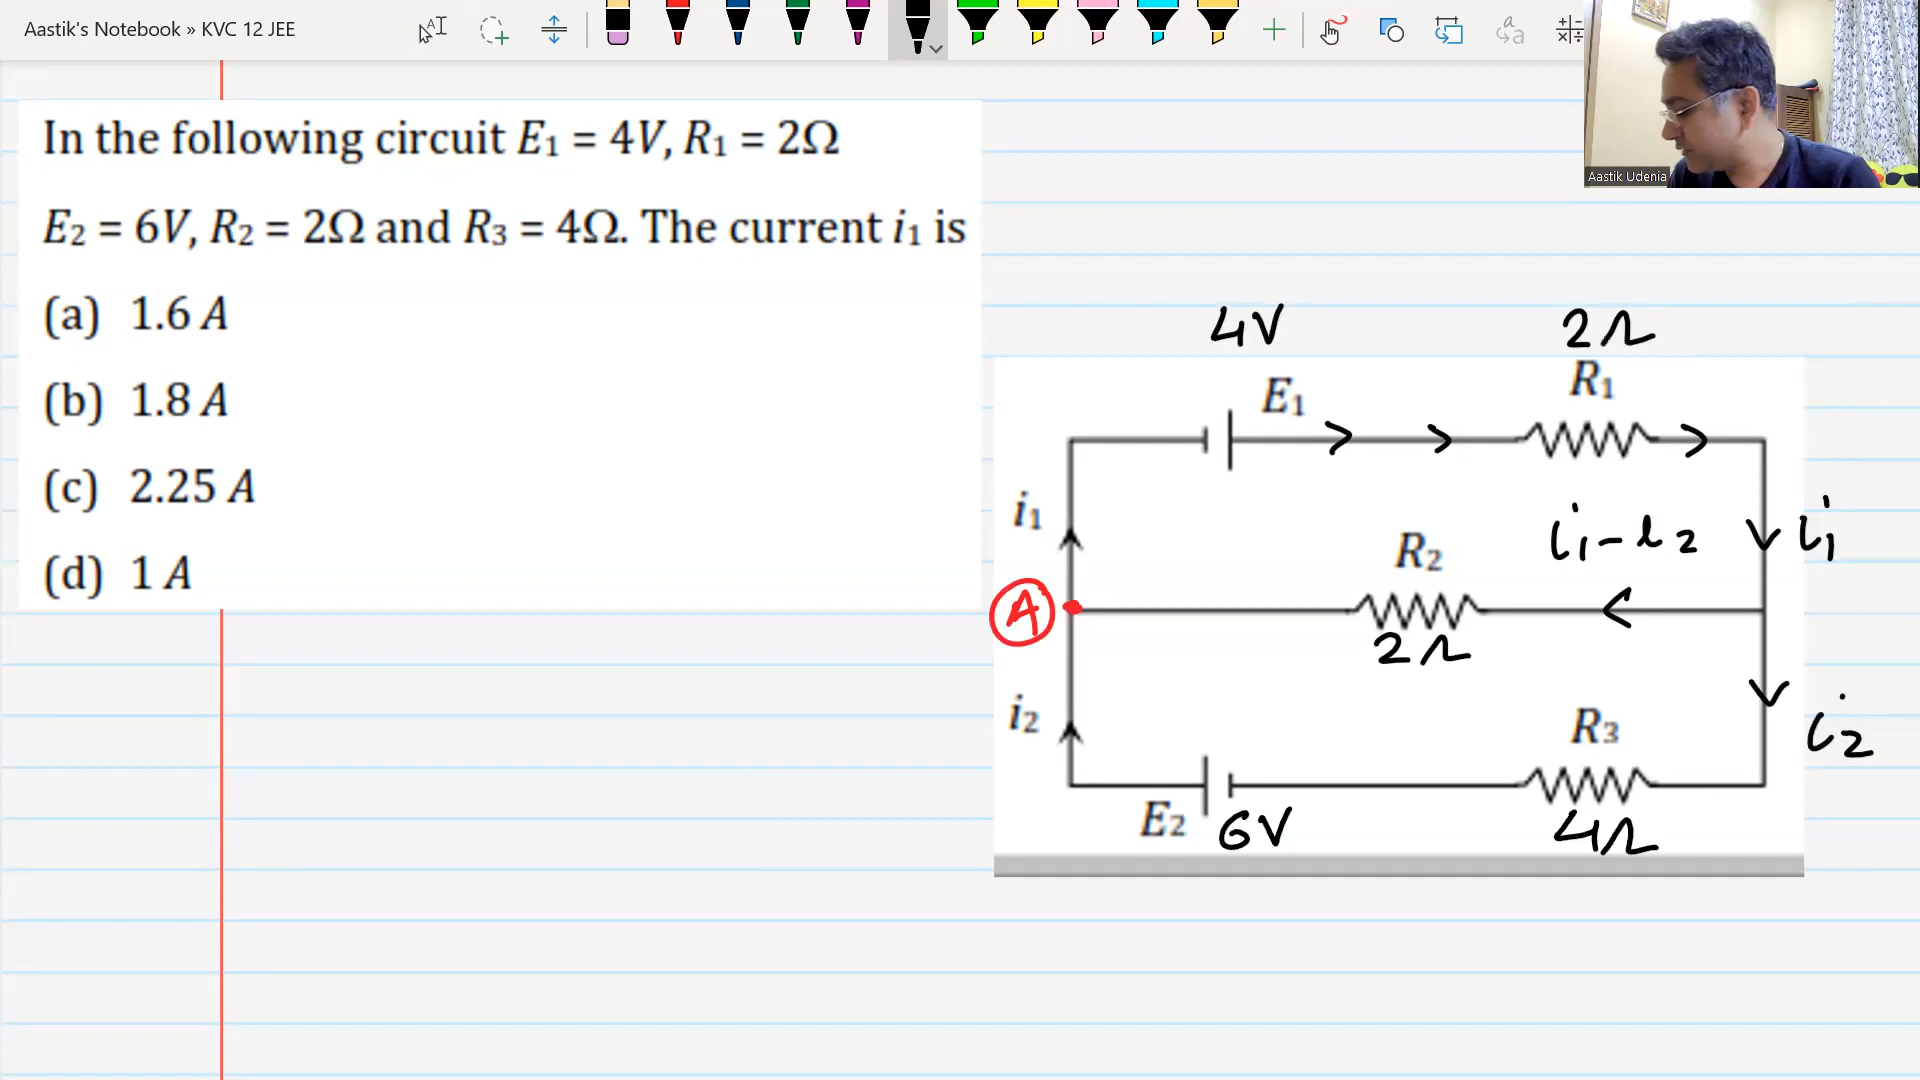 Aastik's Notebook » KVC 12 JEE
Aastik Udenia
In the following circuit E₁ = 4V, R₁ = 2Ω
E₂ = 6V, R₂ = 2Ω and R₃ = 4Ω. The current i₁ is
(a) 1.6 A
(b) 1.8 A
(c) 2.25 A
(d) 1 A
4V
2Ω
E₁
R₁
i₁
R₂
i₁-i₂
i₁
A
2Ω
i₂
R₃
i₂
E₂
6V
4Ω